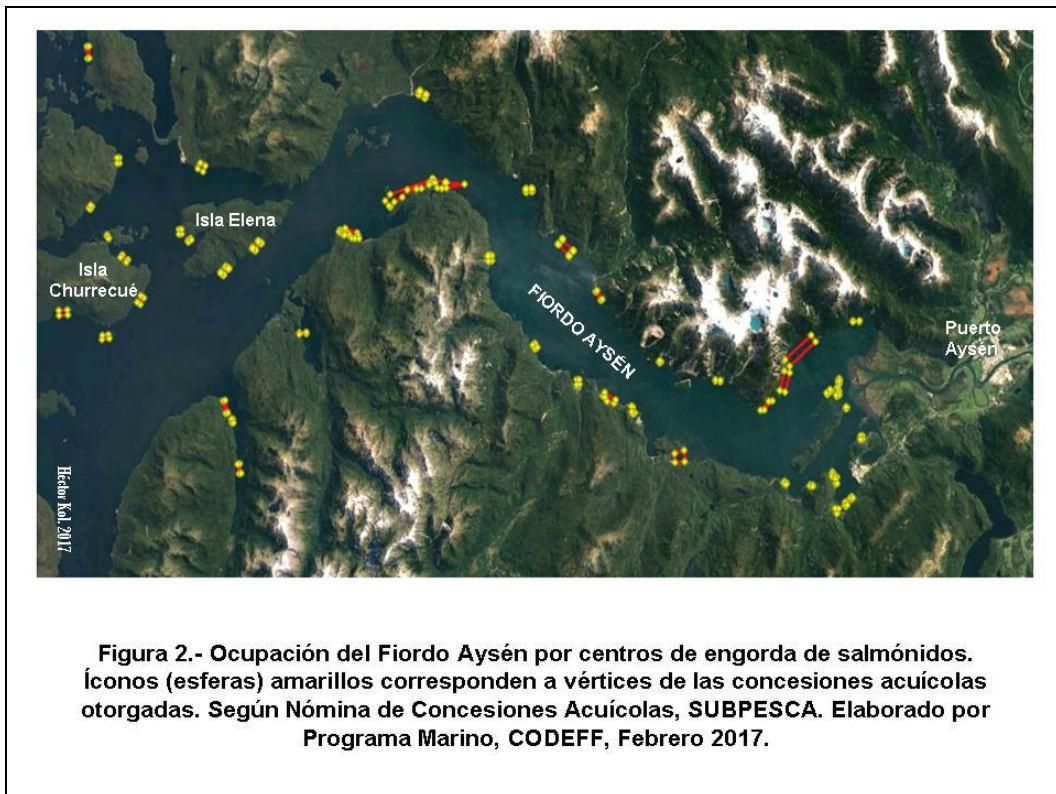 Isla Elena
Isla
Churrecué
FIORDO AYSÉN
Puerto
Aysén
Héctor Kol. 2017
Figura 2.- Ocupación del Fiordo Aysén por centros de engorda de salmónidos.
Íconos (esferas) amarillos corresponden a vértices de las concesiones acuícolas
otorgadas. Según Nómina de Concesiones Acuícolas, SUBPESCA. Elaborado por
Programa Marino, CODEFF, Febrero 2017.